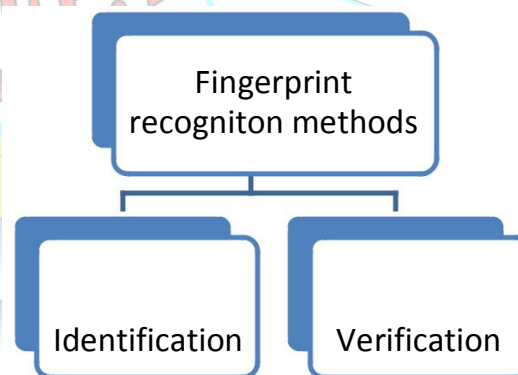 Fingerprint
recogniton methods
Identification
Verification